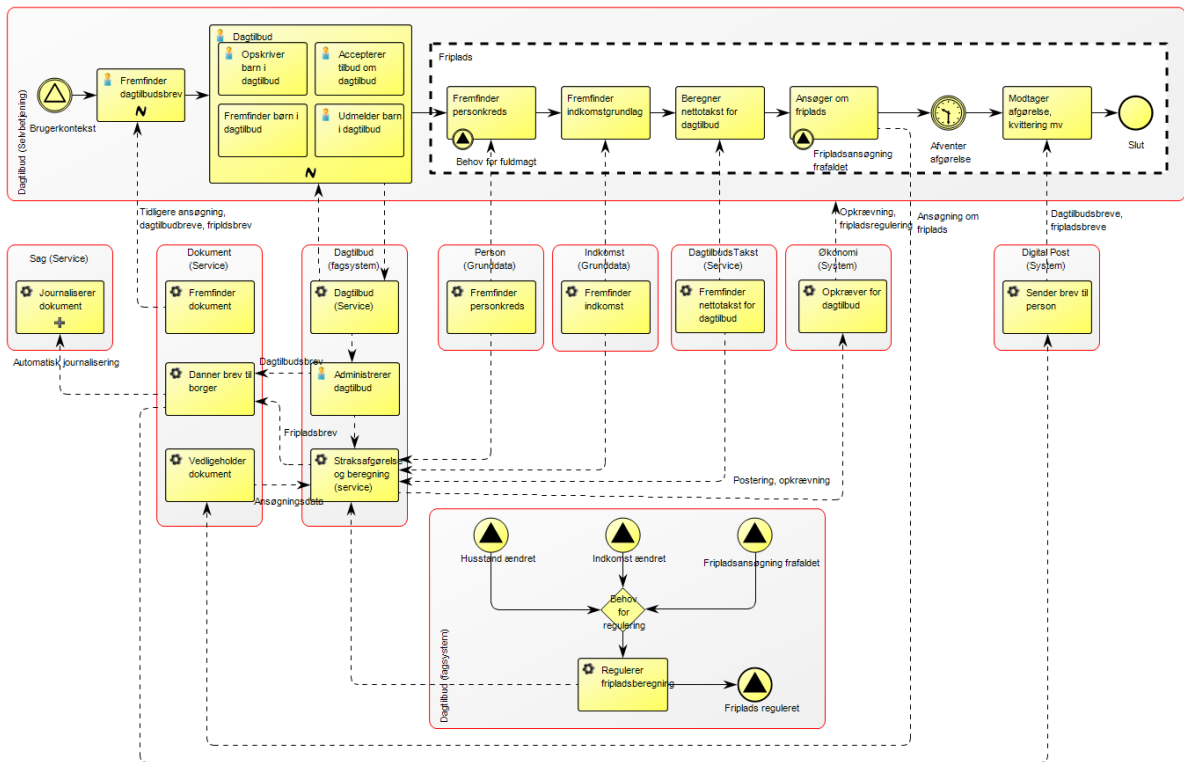 Dagtilbud (Selvbetjening)
Brugerkontekst
Fremfinder
dagtilbudsbrev
Dagtilbud
Opskriver
barn i
dagtilbud
Accepterer
tilbud om
dagtilbud
Fremfinder børn i
dagtilbud
Udmelder barn i
dagtilbud
Friplads
Fremfinder
personkreds
Behov for fuldmagt
Fremfinder
indkomstgrundlag
Beregner
nettotakst for
dagtilbud
Ansøger om
friplads
Fripladsansøgning
frafaldet
Afventer
afgørelse
Modtager
afgørelse,
kvittering mv
Slut
Tidligere ansøgning,
dagtilbudbreve, fripldsbrev
Opkrævning,
fripladsregulering
Ansøgning om
friplads
Dagtilbudsbreve,
fripladsbreve
Sag (Service)
Journaliserer
dokument
Automatisk journalisering
Dokument
(Service)
Fremfinder
dokument
Danner brev til
borger
Vedligeholder
dokument
Dagtilbudsbrev
Fripladsbrev
Ansøgningsdata
Dagtilbud
(fagsystem)
Dagtilbud
(Service)
Administrerer
dagtilbud
Straksafgørelse
og beregning
(service)
Person
(Grunddata)
Fremfinder
personkreds
Indkomst
(Grunddata)
Fremfinder
indkomst
DagtilbudsTakst
(Service)
Fremfinder
nettotakst for
dagtilbud
Økonomi
(System)
Opkræver for
dagtilbud
Digital Post
(System)
Sender brev til
person
Postering, opkrævning
Dagtilbud (fagsystem)
Husstand ændret
Indkomst ændret
Fripladsansøgning frafaldet
Behov
for
regulering
Regulerer
fripladsberegning
Friplads reguleret